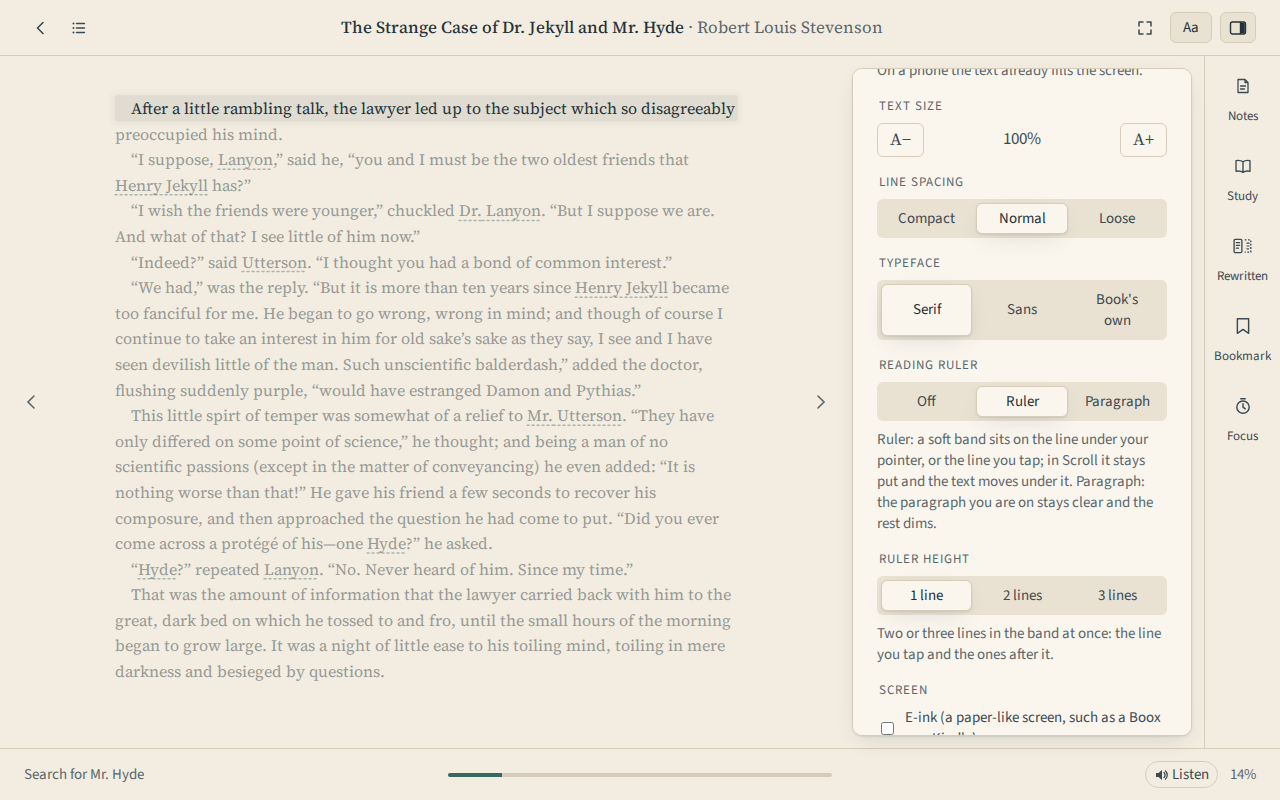 The Strange Case of Dr. Jekyll and Mr. Hyde · Robert Louis Stevenson
Aa
After a little rambling talk, the lawyer led up to the subject which so disagreeably
preoccupied his mind.
“I suppose, Lanyon,” said he, “you and I must be the two oldest friends that
Henry Jekyll has?”
“I wish the friends were younger,” chuckled Dr. Lanyon. “But I suppose we are.
And what of that? I see little of him now.”
“Indeed?” said Utterson. “I thought you had a bond of common interest.”
“We had,” was the reply. “But it is more than ten years since Henry Jekyll became
too fanciful for me. He began to go wrong, wrong in mind; and though of course I
continue to take an interest in him for old sake’s sake as they say, I see and I have
seen devilish little of the man. Such unscientific balderdash,” added the doctor,
flushing suddenly purple, “would have estranged Damon and Pythias.”
This little spirt of temper was somewhat of a relief to Mr. Utterson. “They have
only differed on some point of science,” he thought; and being a man of no
scientific passions (except in the matter of conveyancing) he even added: “It is
nothing worse than that!” He gave his friend a few seconds to recover his
composure, and then approached the question he had come to put. “Did you ever
come across a protégé of his—one Hyde?” he asked.
“Hyde?” repeated Lanyon. “No. Never heard of him. Since my time.”
That was the amount of information that the lawyer carried back with him to the
great, dark bed on which he tossed to and fro, until the small hours of the morning
began to grow large. It was a night of little ease to his toiling mind, toiling in mere
darkness and besieged by questions.
On a phone the text already fills the screen.
TEXT SIZE
A−
100%
A+
LINE SPACING
Compact
Normal
Loose
TYPEFACE
Serif
Sans
Book's
own
READING RULER
Off
Ruler
Paragraph
Ruler: a soft band sits on the line under your
pointer, or the line you tap; in Scroll it stays
put and the text moves under it. Paragraph:
the paragraph you are on stays clear and the
rest dims.
RULER HEIGHT
1 line
2 lines
3 lines
Two or three lines in the band at once: the line
you tap and the ones after it.
SCREEN
E-ink (a paper-like screen, such as a Boox
Notes
Study
Rewritten
Bookmark
Focus
Search for Mr. Hyde
Listen
14%